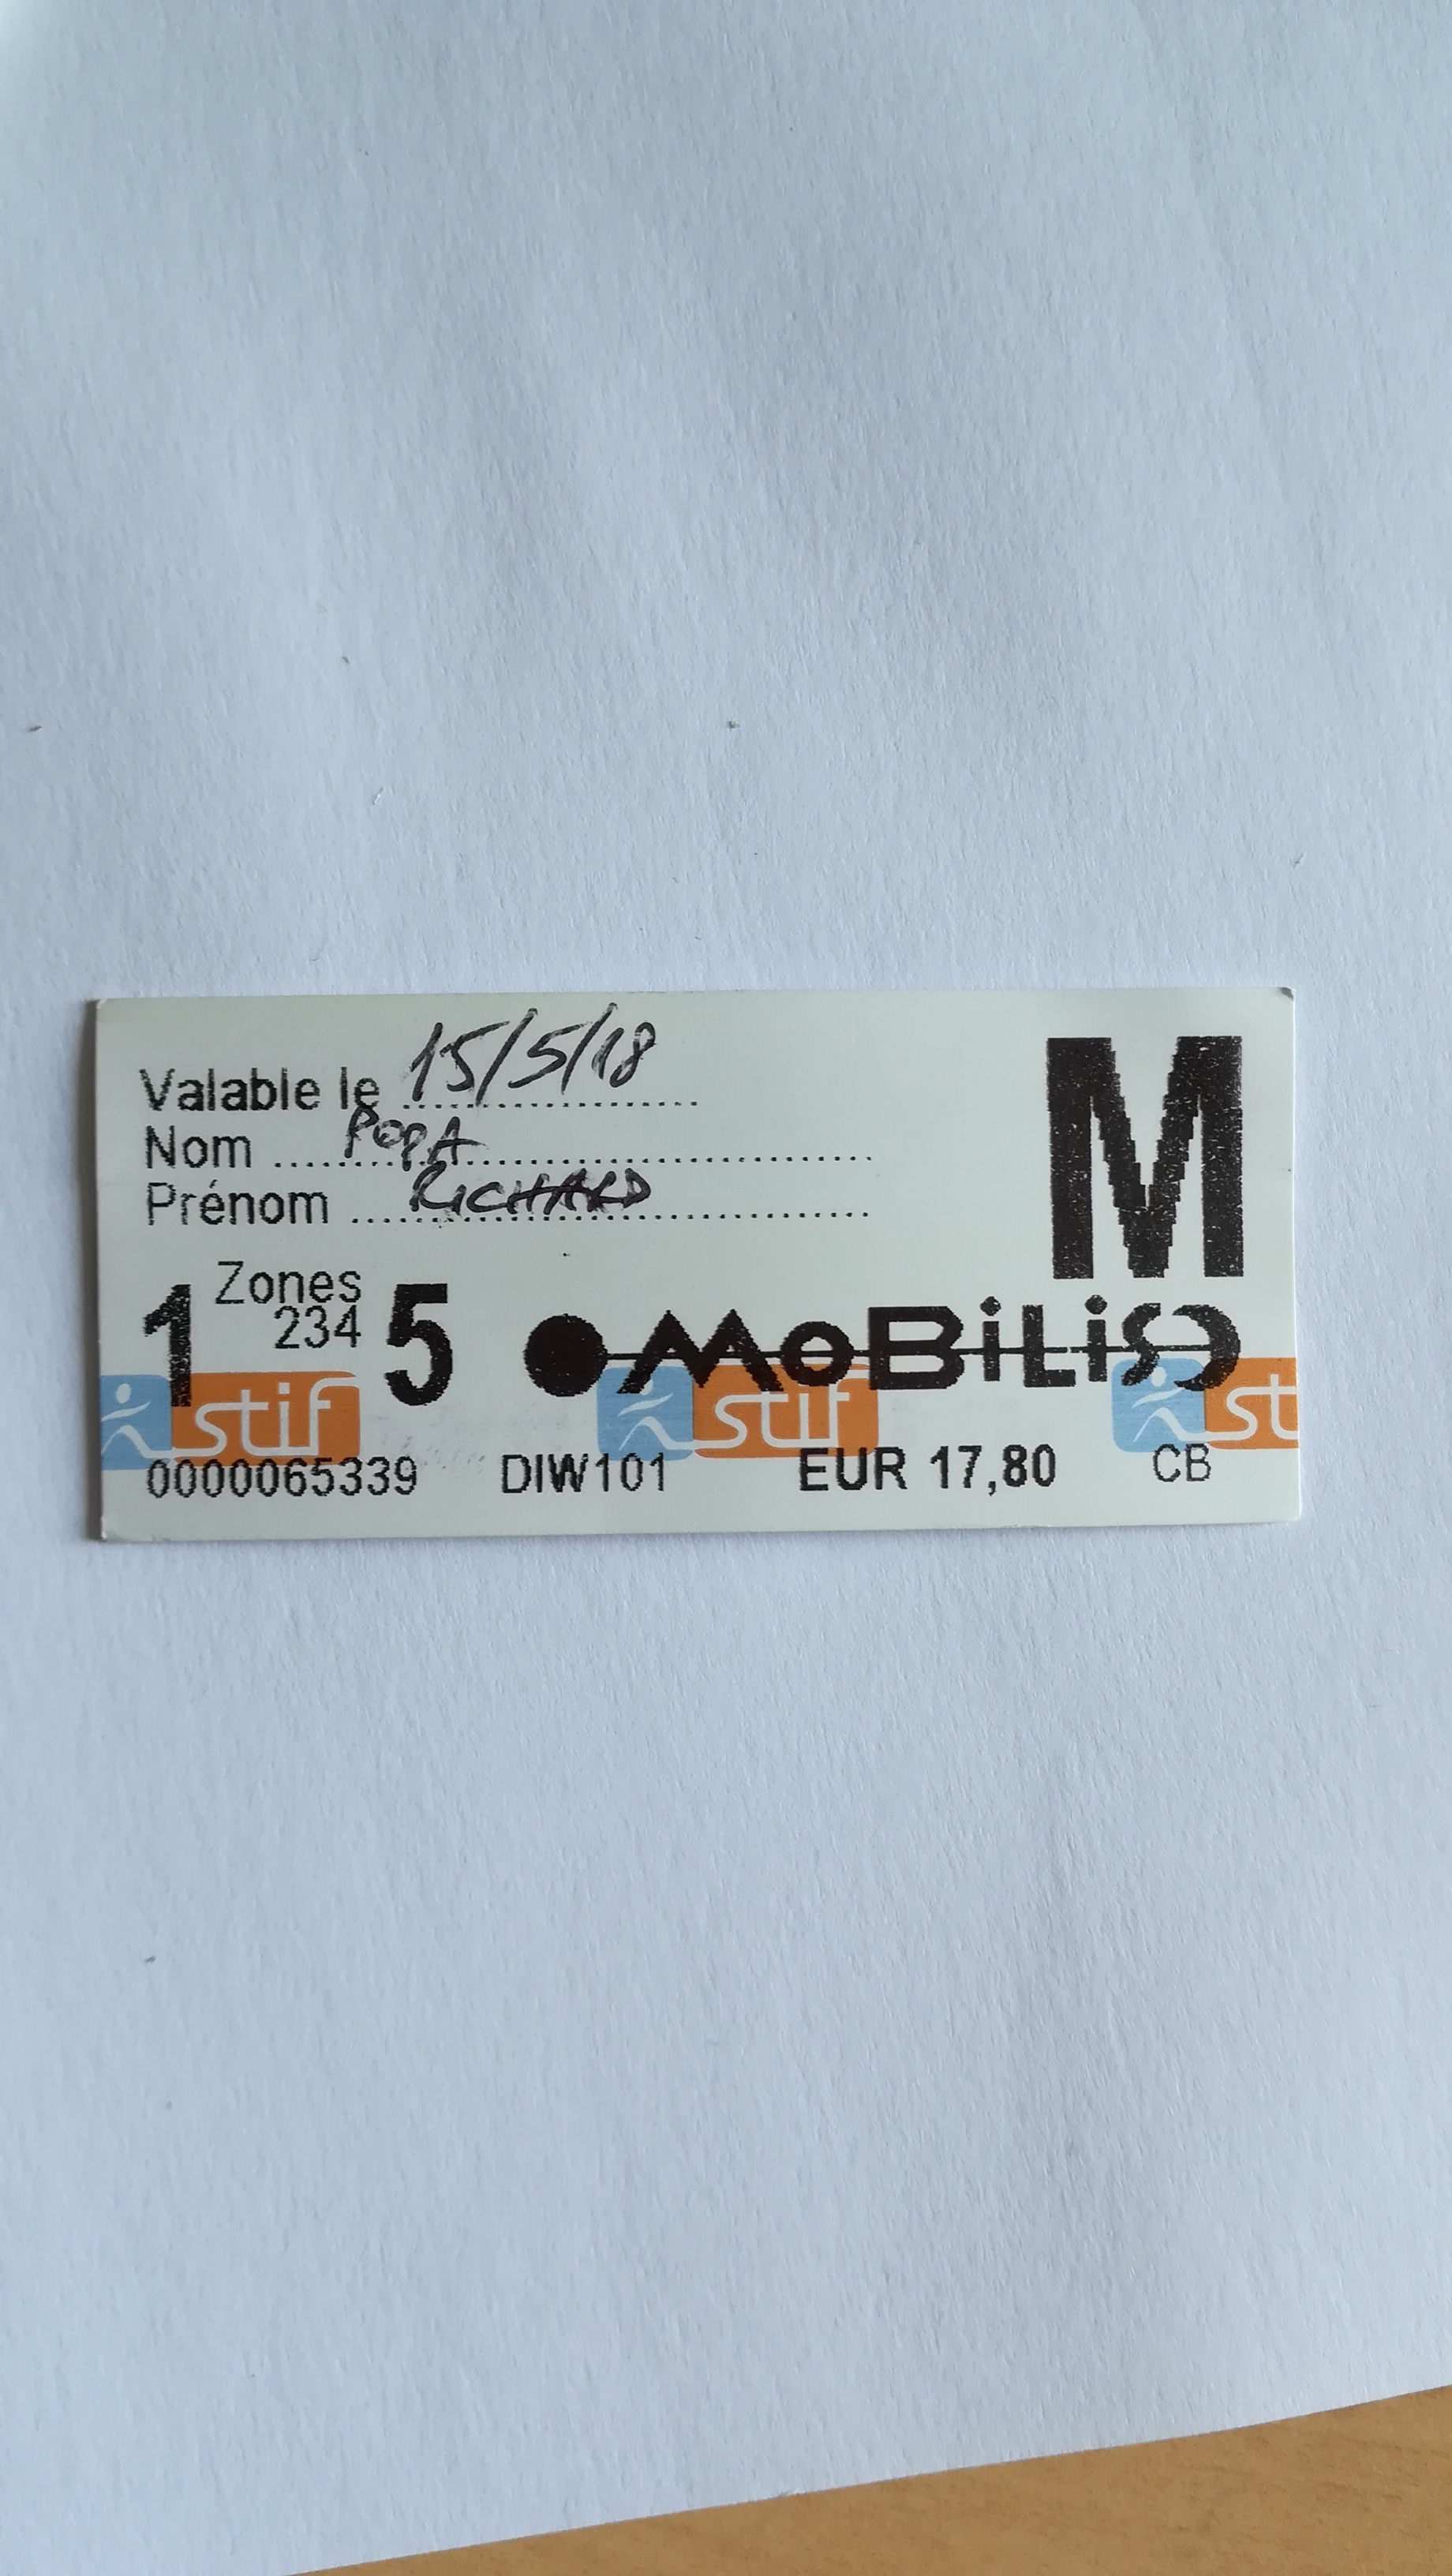 Valable le 15/5/18
Nom POPA
Prénom RICHARD
M
Zones
1 234 5 MoBiLiS
stif stif st
0000065339 DIW101 EUR 17,80 CB